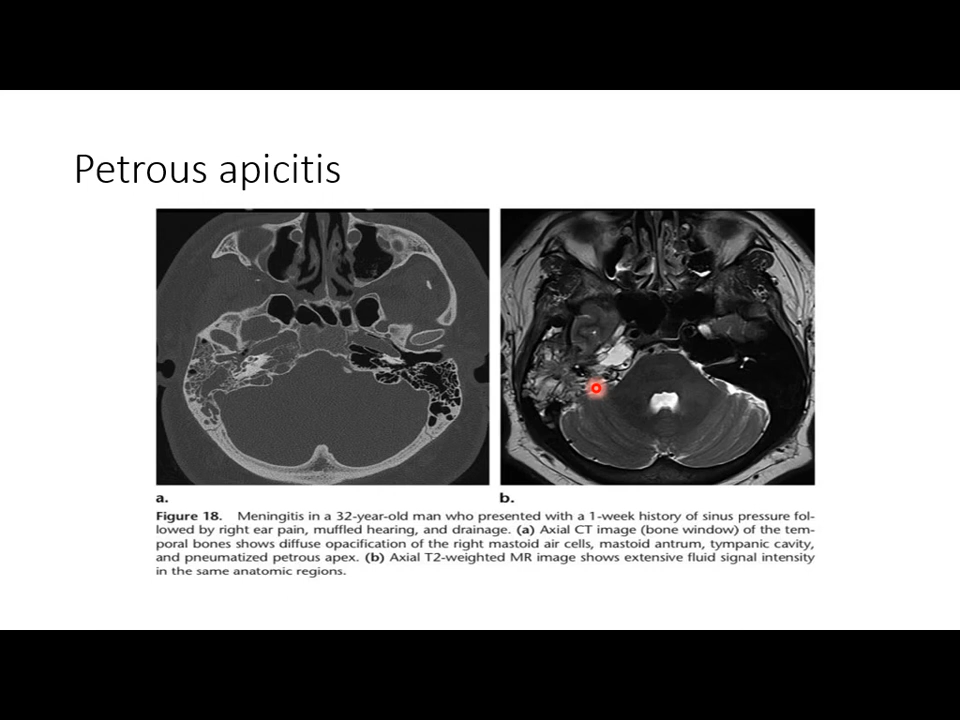 Petrous apicitis
a.
b.
Figure 18. Meningitis in a 32-year-old man who presented with a 1-week history of sinus pressure fol-
lowed by right ear pain, muffled hearing, and drainage. (a) Axial CT image (bone window) of the tem-
poral bones shows diffuse opacification of the right mastoid air cells, mastoid antrum, tympanic cavity,
and pneumatized petrous apex. (b) Axial T2-weighted MR image shows extensive fluid signal intensity
in the same anatomic regions.